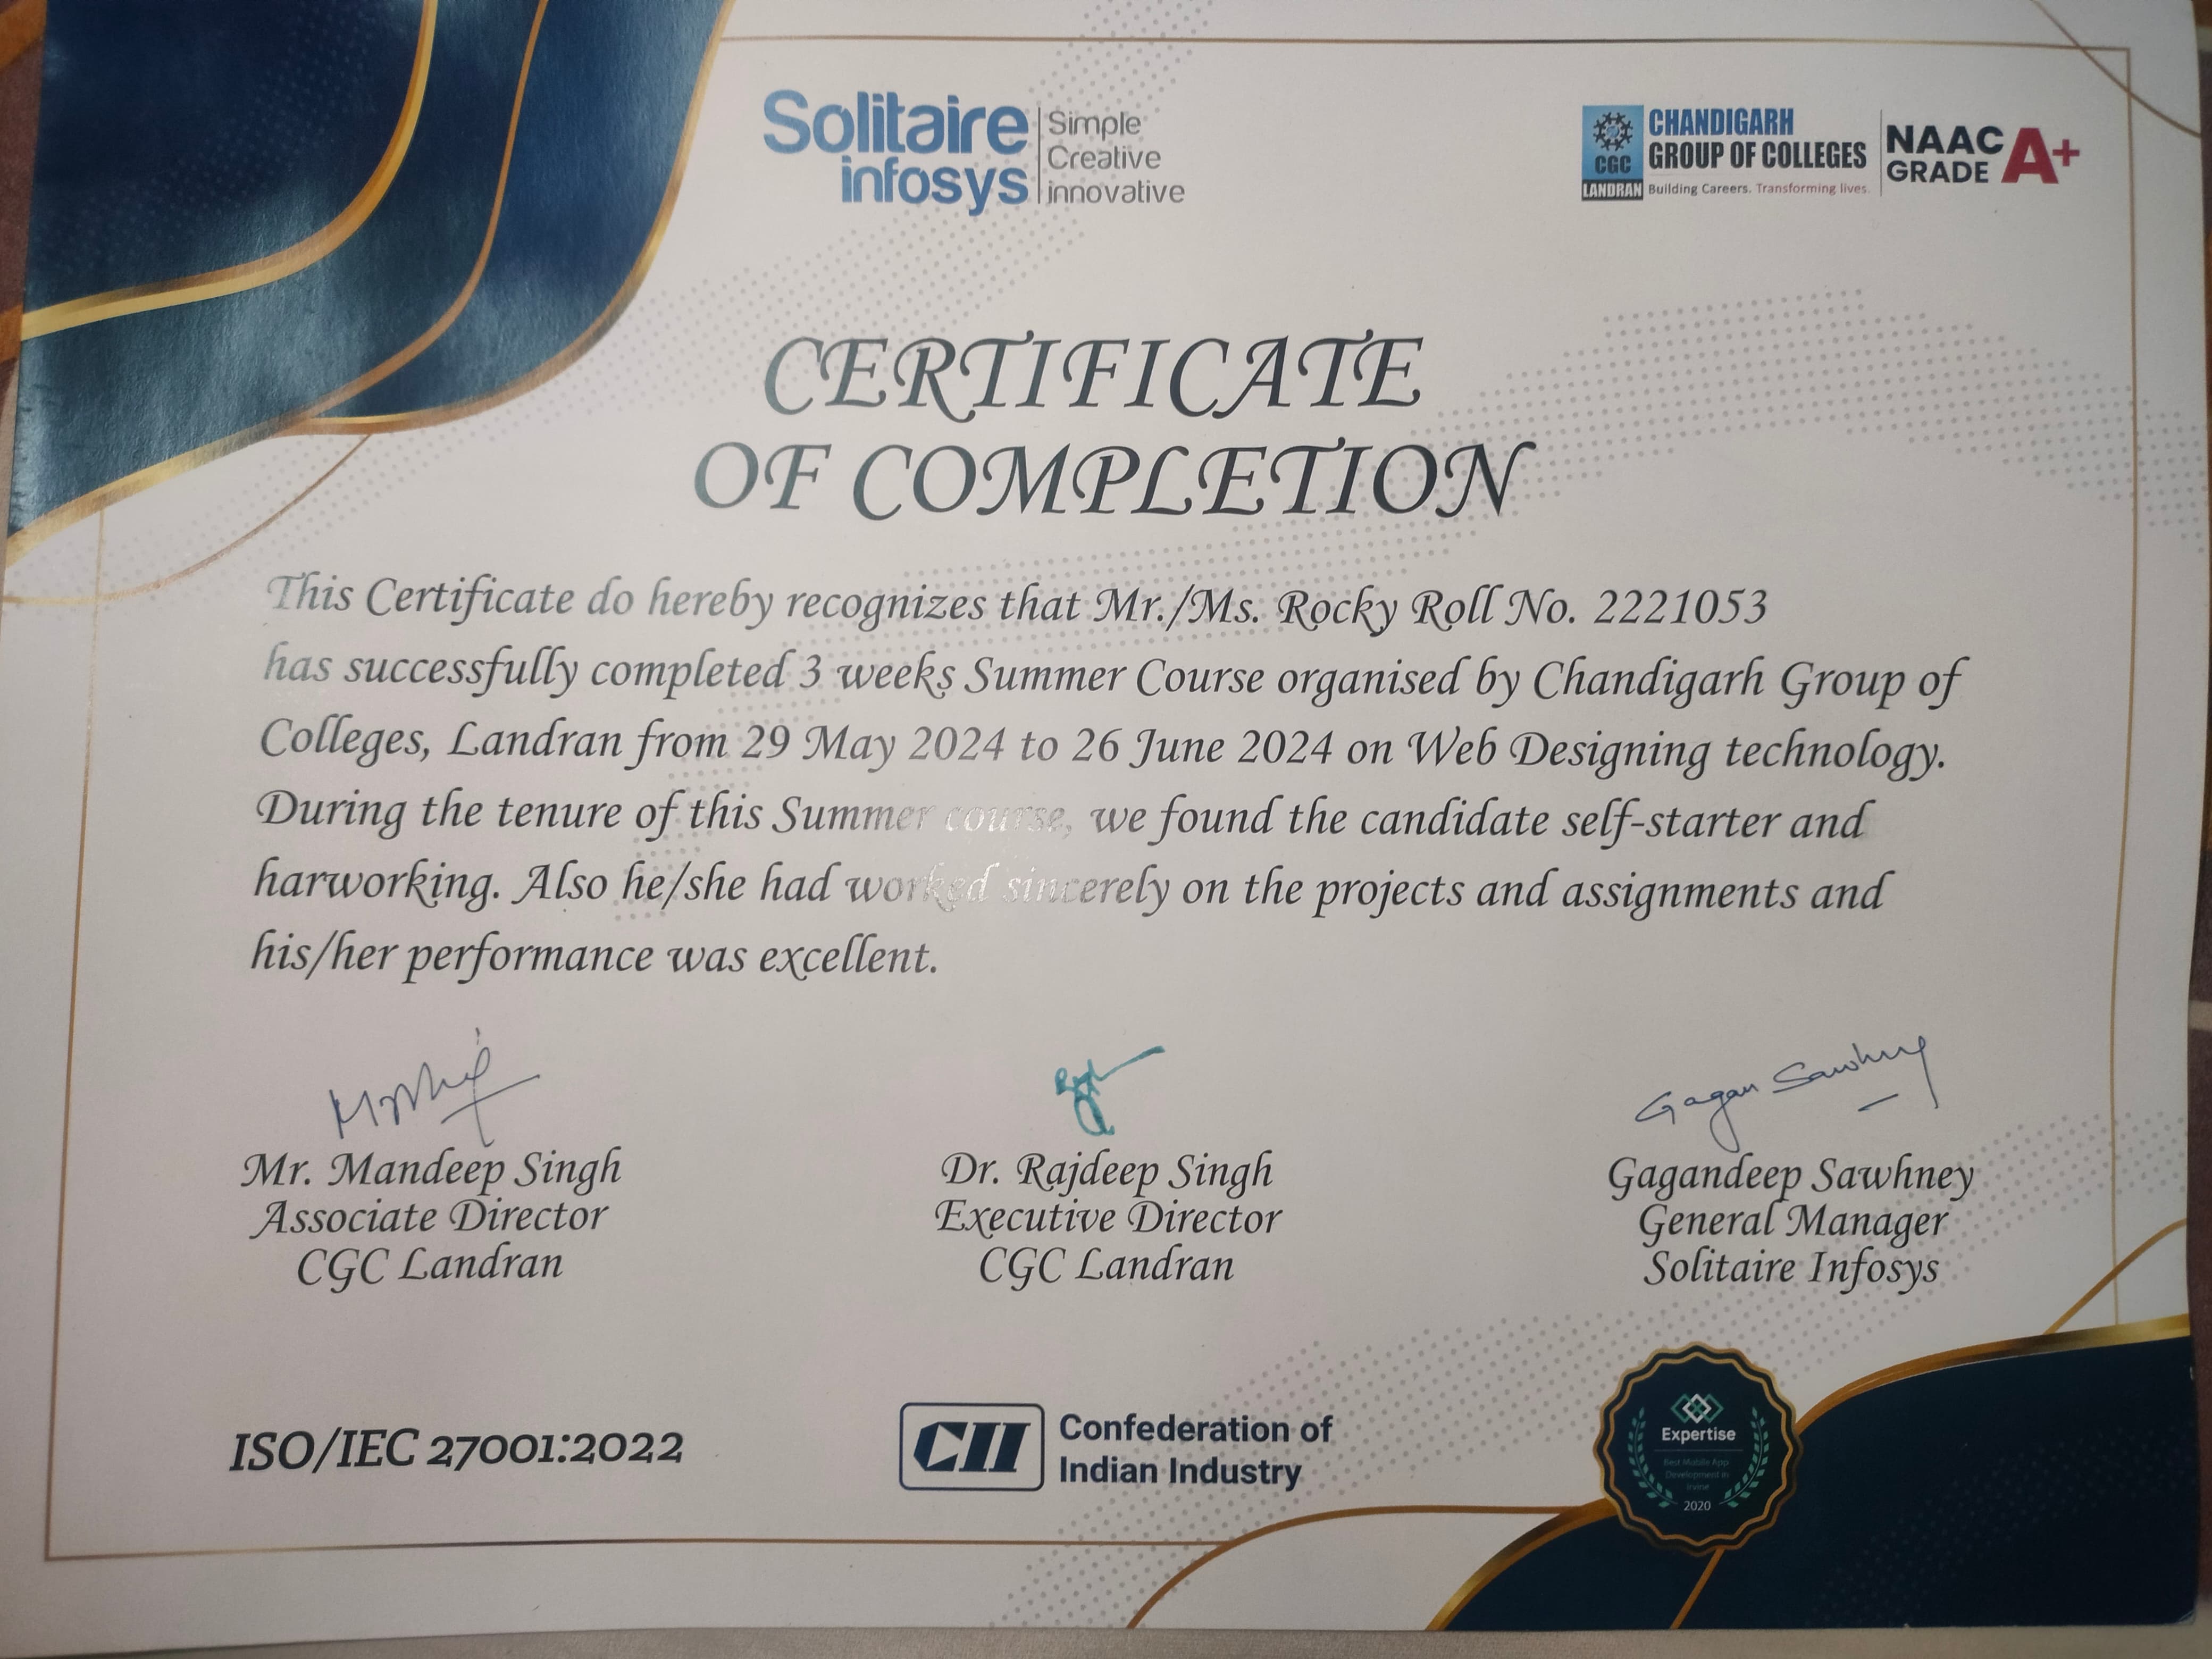 Solitaire
infosys
Simple
Creative
innovative
CGC
LANDRAN
CHANDIGARH
GROUP OF COLLEGES
Building Careers. Transforming lives.
NAAC
GRADE
A+
CERTIFICATE
OF COMPLETION
This Certificate do hereby recognizes that Mr./Ms. Rocky Roll No. 2221053
has successfully completed 3 weeks Summer Course organised by Chandigarh Group of
Colleges, Landran from 29 May 2024 to 26 June 2024 on Web Designing technology.
During the tenure of this Summer course, we found the candidate self-starter and
harworking. Also he/she had worked sincerely on the projects and assignments and
his/her performance was excellent.
Gagan Sawhney
Mr. Mandeep Singh
Associate Director
CGC Landran
Dr. Rajdeep Singh
Executive Director
CGC Landran
Gagandeep Sawhney
General Manager
Solitaire Infosys
ISO/IEC 27001:2022
CII
Confederation of
Indian Industry
Expertise
Best Mobile App
Development in
Irvine
2020